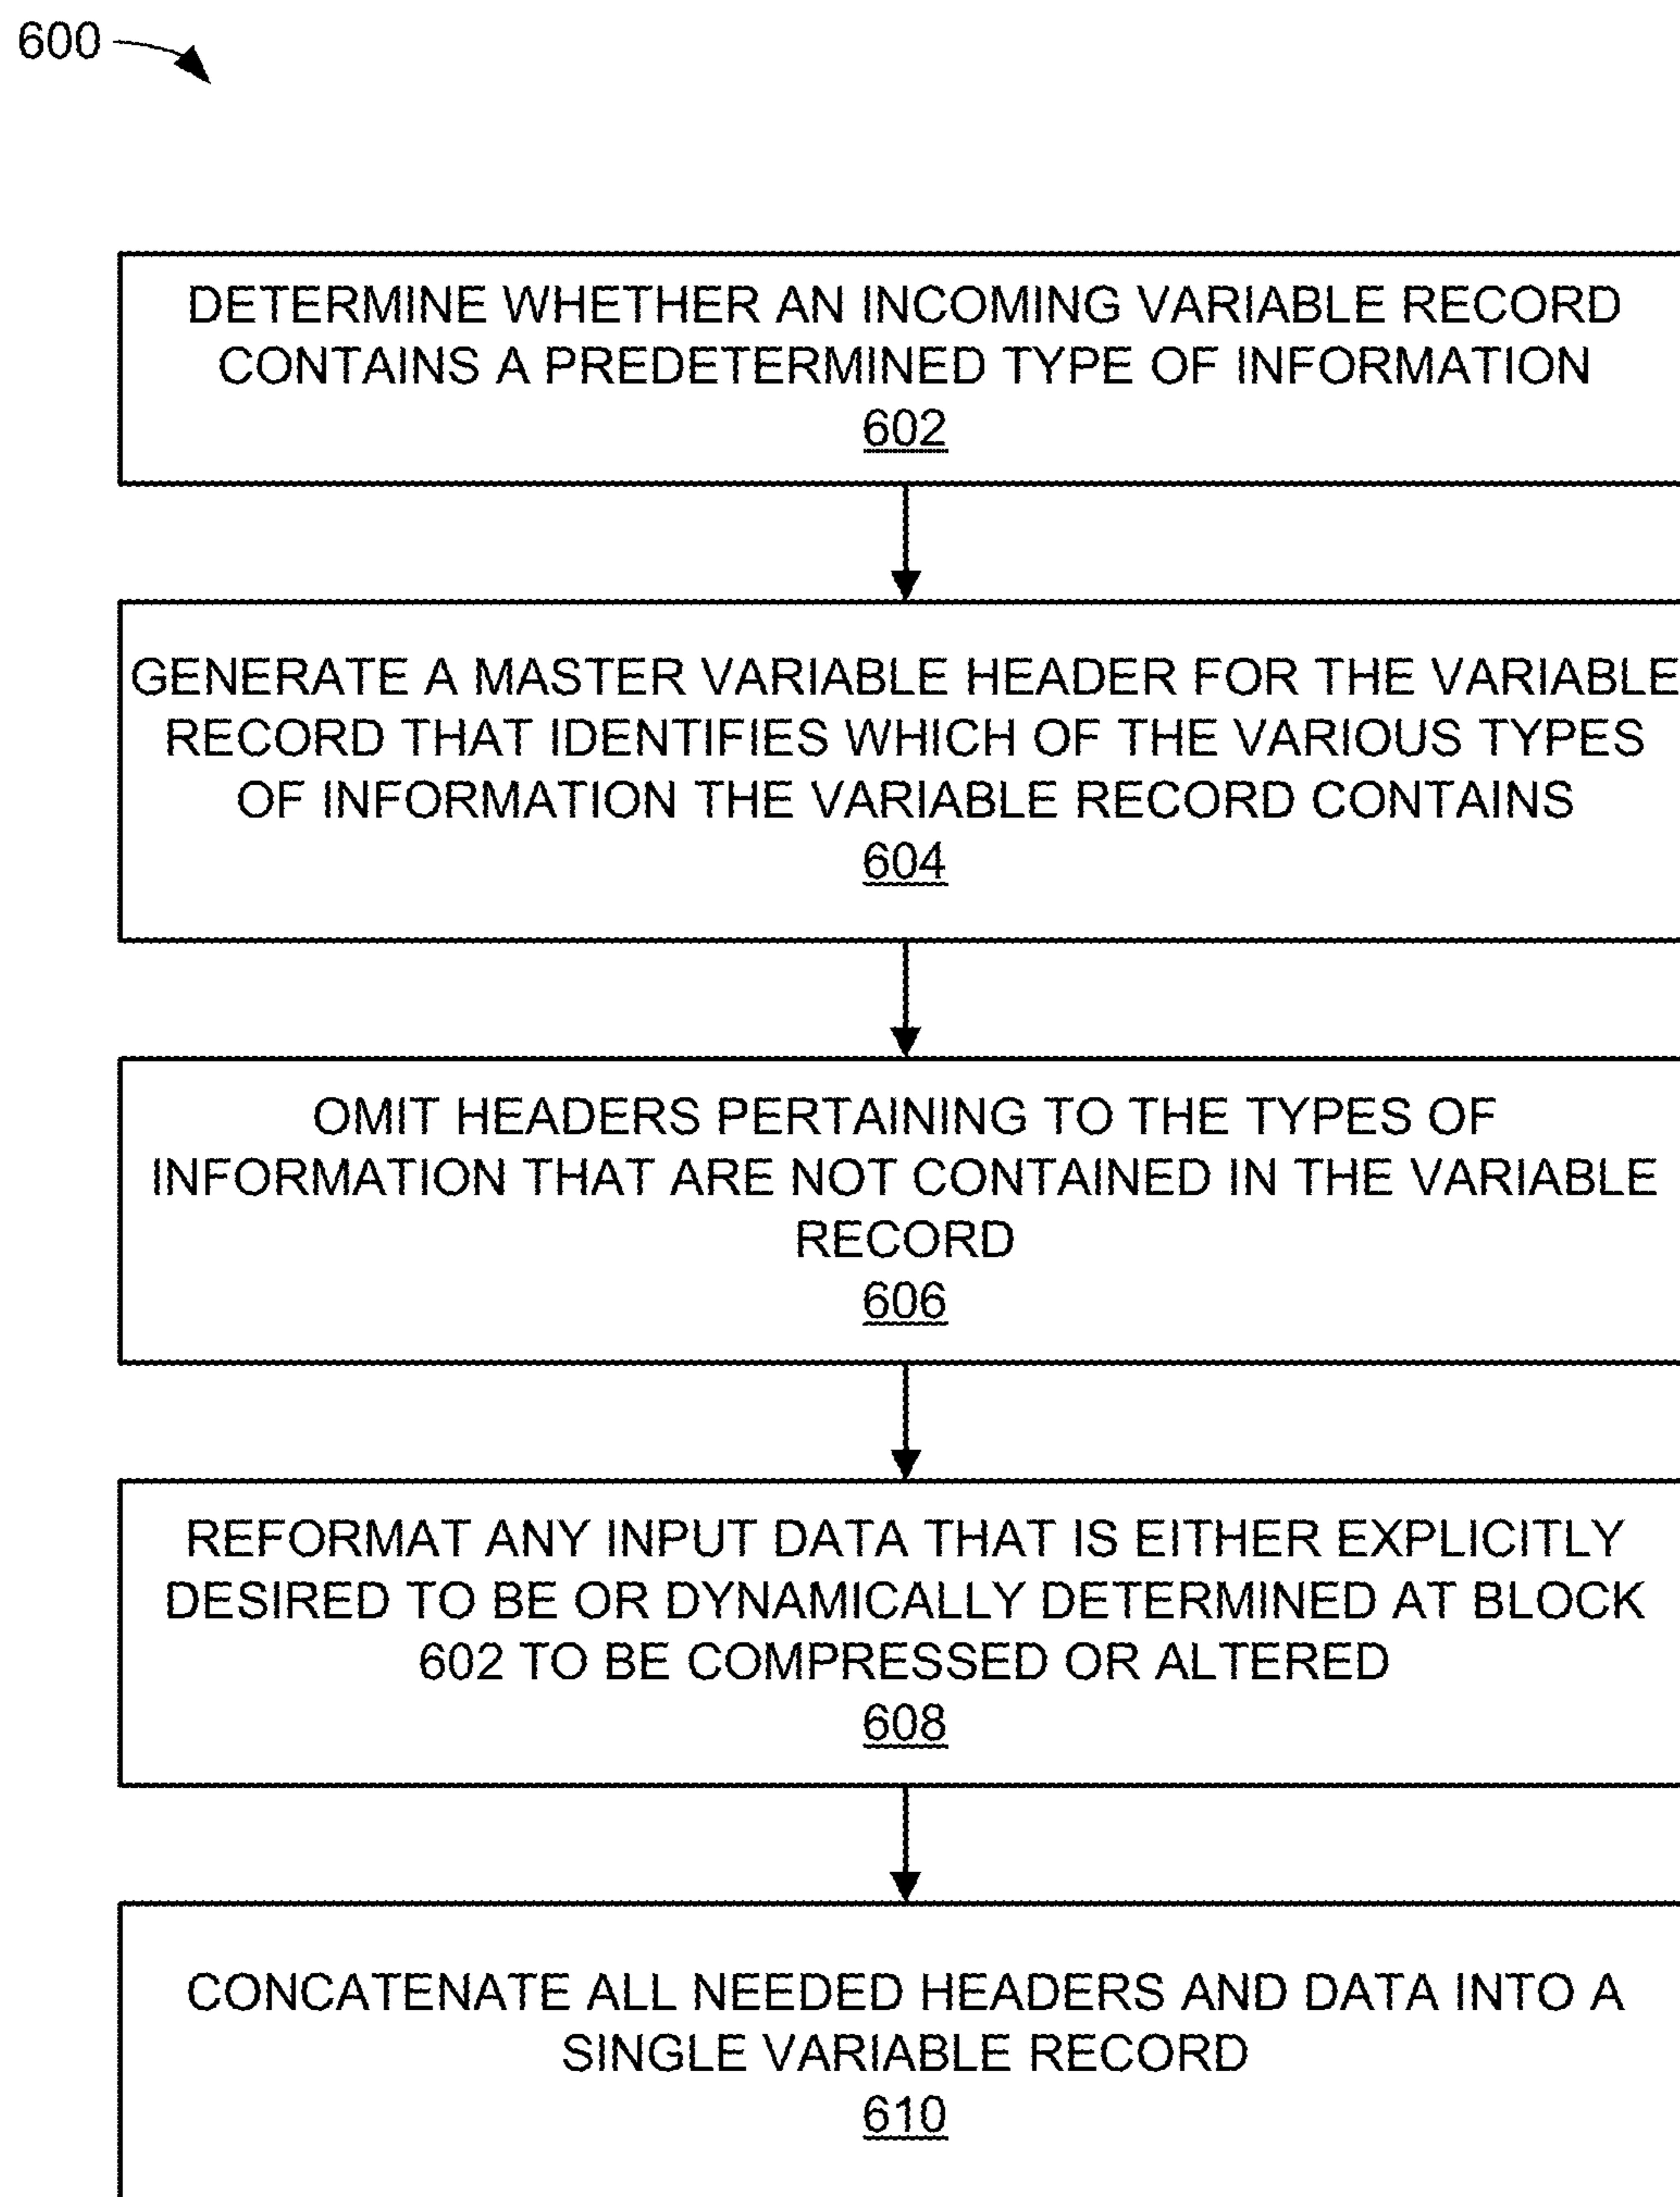 600
DETERMINE WHETHER AN INCOMING VARIABLE RECORD
CONTAINS A PREDETERMINED TYPE OF INFORMATION
602
GENERATE A MASTER VARIABLE HEADER FOR THE VARIABLE
RECORD THAT IDENTIFIES WHICH OF THE VARIOUS TYPES
OF INFORMATION THE VARIABLE RECORD CONTAINS
604
OMIT HEADERS PERTAINING TO THE TYPES OF
INFORMATION THAT ARE NOT CONTAINED IN THE VARIABLE
RECORD
606
REFORMAT ANY INPUT DATA THAT IS EITHER EXPLICITLY
DESIRED TO BE OR DYNAMICALLY DETERMINED AT BLOCK
602 TO BE COMPRESSED OR ALTERED
608
CONCATENATE ALL NEEDED HEADERS AND DATA INTO A
SINGLE VARIABLE RECORD
610